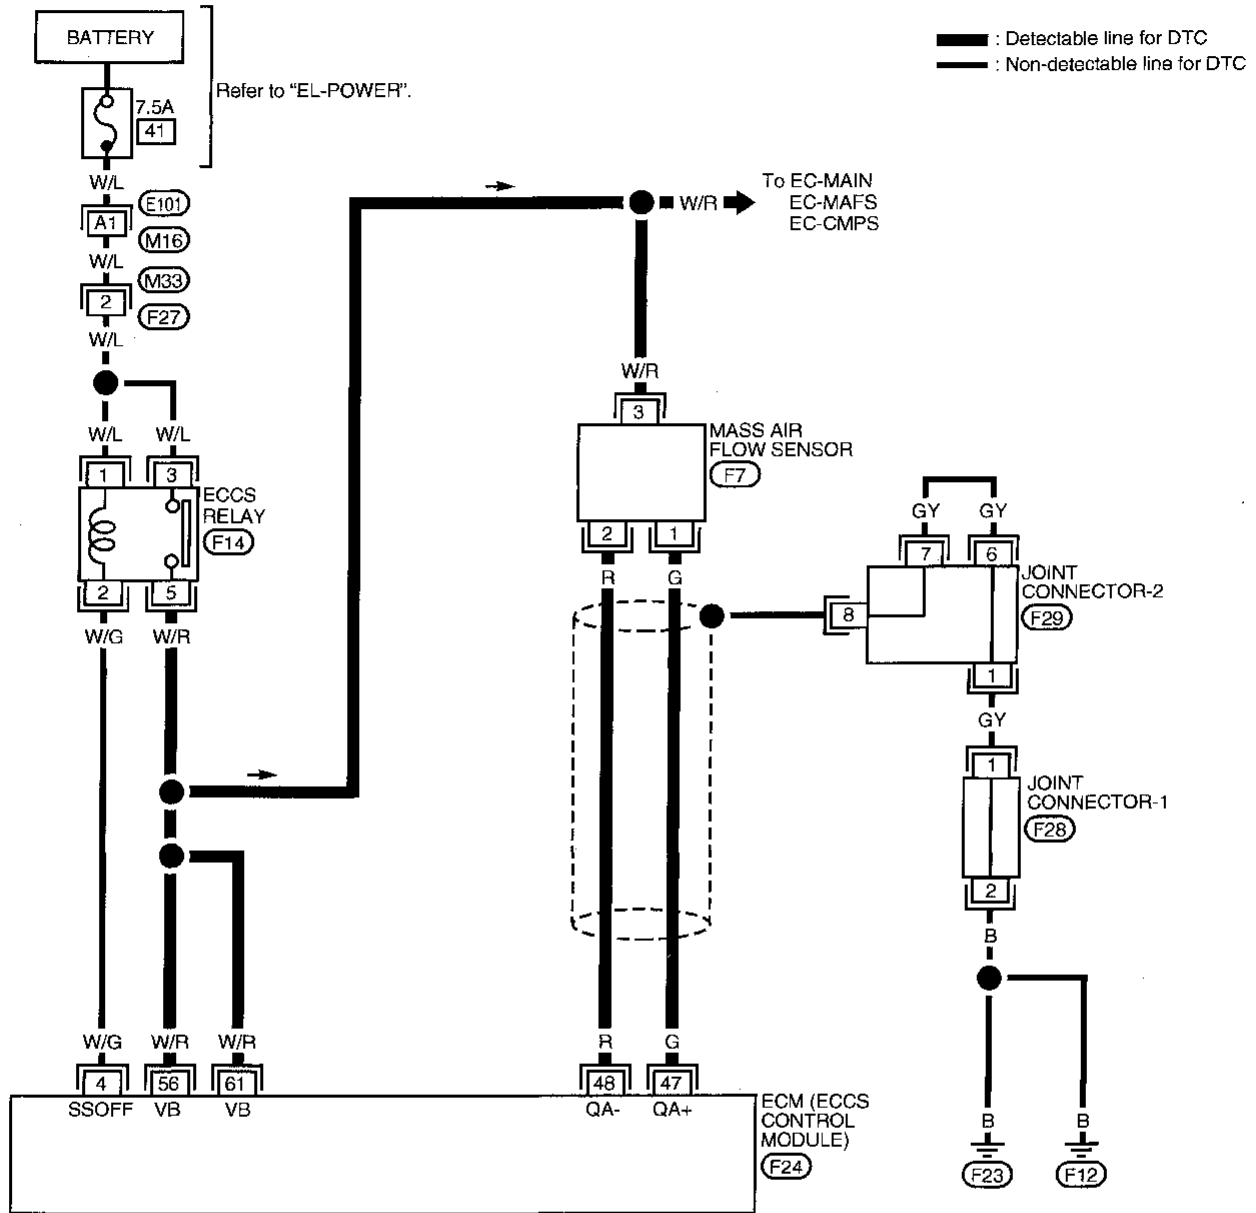 BATTERY
: Detectable line for DTC
: Non-detectable line for DTC
Refer to "EL-POWER".
7.5A
41
W/L
E101
A1
M16
W/L
M33
2
F27
W/L
To EC-MAIN
EC-MAFS
EC-CMPS
W/R
W/R
3
MASS AIR
FLOW SENSOR
F7
W/L W/L
1 3
ECCS
RELAY
F14
2 5
W/G W/R
2 1
R G
GY GY
7 6
JOINT
CONNECTOR-2
F29
8
1
GY
1
JOINT
CONNECTOR-1
F28
2
B
W/G W/R W/R
R G
4 56 61
48 47
SSOFF VB VB
QA- QA+
ECM (ECCS
CONTROL
MODULE)
F24
B B
F23 F12